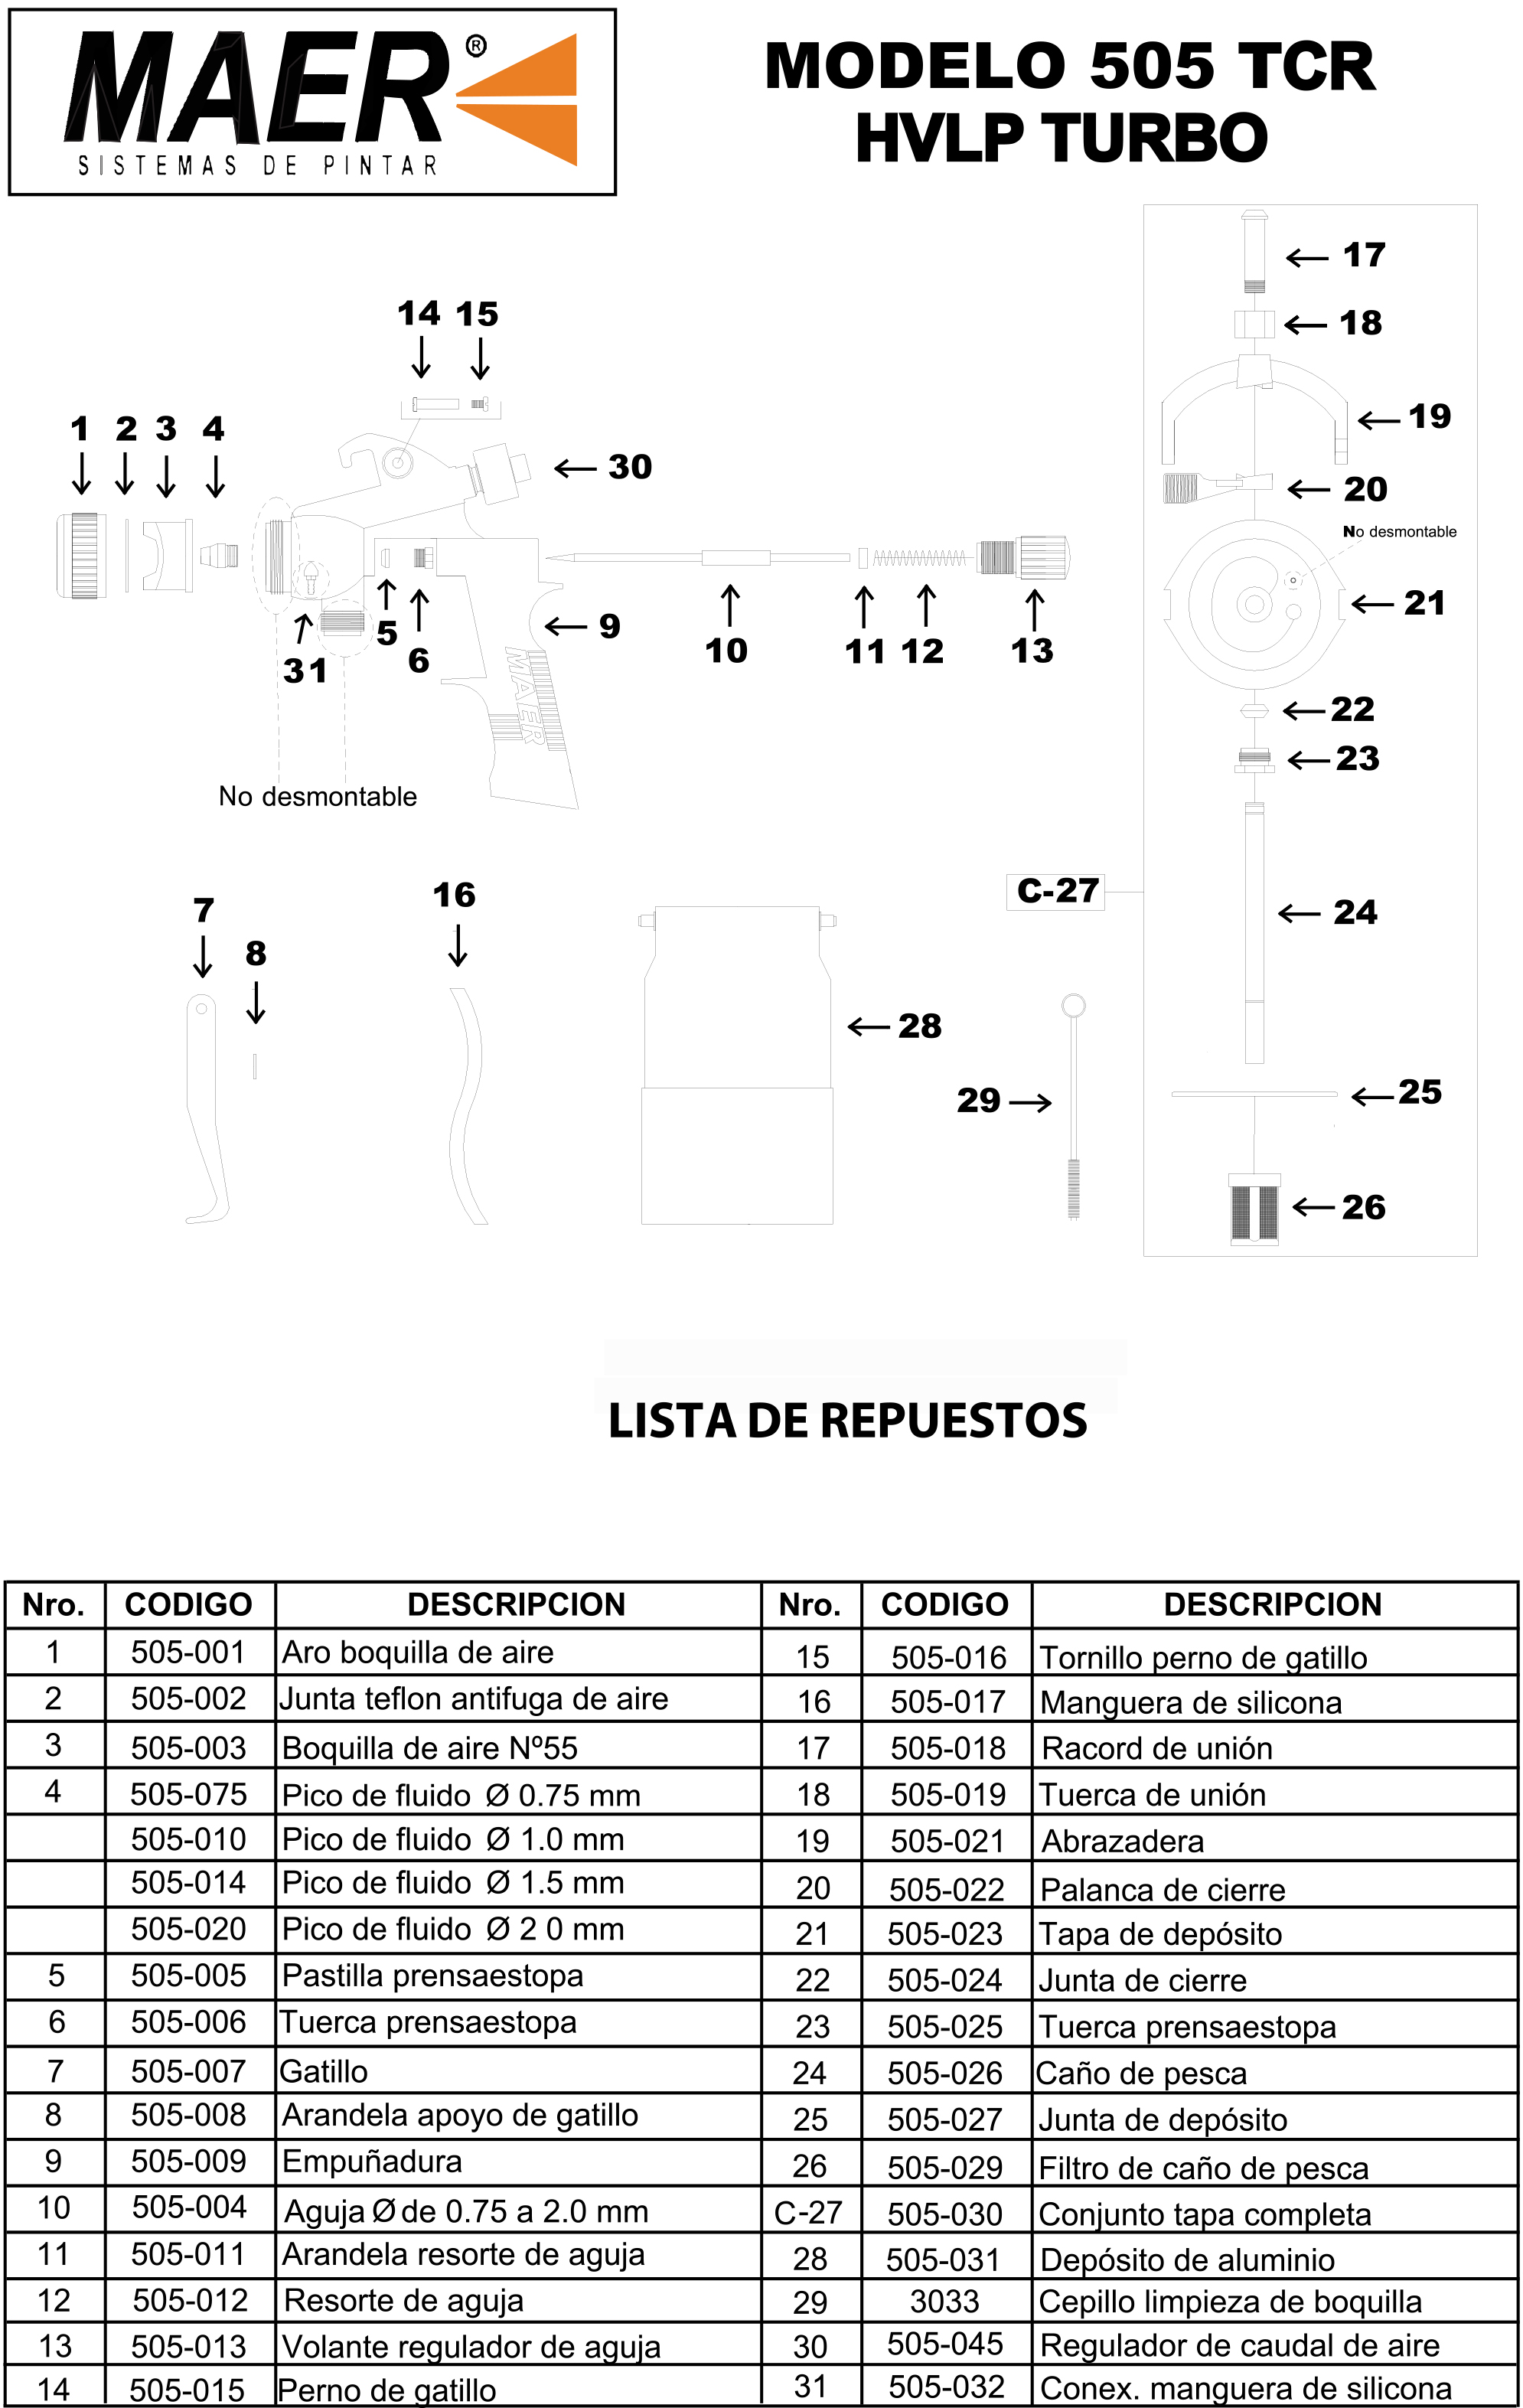 MAER®
SISTEMAS DE PINTAR
MODELO 505 TCR
HVLP TURBO
17
18
14 15
19
1 2 3 4
30
20
No desmontable
21
5
9
6
31
10 11 12 13
MAER
22
23
No desmontable
C-27
16
7
24
8
28
29
25
26
LISTA DE REPUESTOS
Nro. CODIGO DESCRIPCION Nro. CODIGO DESCRIPCION
1 505-001 Aro boquilla de aire 15 505-016 Tornillo perno de gatillo
2 505-002 Junta teflon antifuga de aire 16 505-017 Manguera de silicona
3 505-003 Boquilla de aire Nº55 17 505-018 Racord de unión
4 505-075 Pico de fluido Ø 0.75 mm 18 505-019 Tuerca de unión
505-010 Pico de fluido Ø 1.0 mm 19 505-021 Abrazadera
505-014 Pico de fluido Ø 1.5 mm 20 505-022 Palanca de cierre
505-020 Pico de fluido Ø 2 0 mm 21 505-023 Tapa de depósito
5 505-005 Pastilla prensaestopa 22 505-024 Junta de cierre
6 505-006 Tuerca prensaestopa 23 505-025 Tuerca prensaestopa
7 505-007 Gatillo 24 505-026 Caño de pesca
8 505-008 Arandela apoyo de gatillo 25 505-027 Junta de depósito
9 505-009 Empuñadura 26 505-029 Filtro de caño de pesca
10 505-004 Aguja Ø de 0.75 a 2.0 mm C-27 505-030 Conjunto tapa completa
11 505-011 Arandela resorte de aguja 28 505-031 Depósito de aluminio
12 505-012 Resorte de aguja 29 3033 Cepillo limpieza de boquilla
13 505-013 Volante regulador de aguja 30 505-045 Regulador de caudal de aire
14 505-015 Perno de gatillo 31 505-032 Conex. manguera de silicona